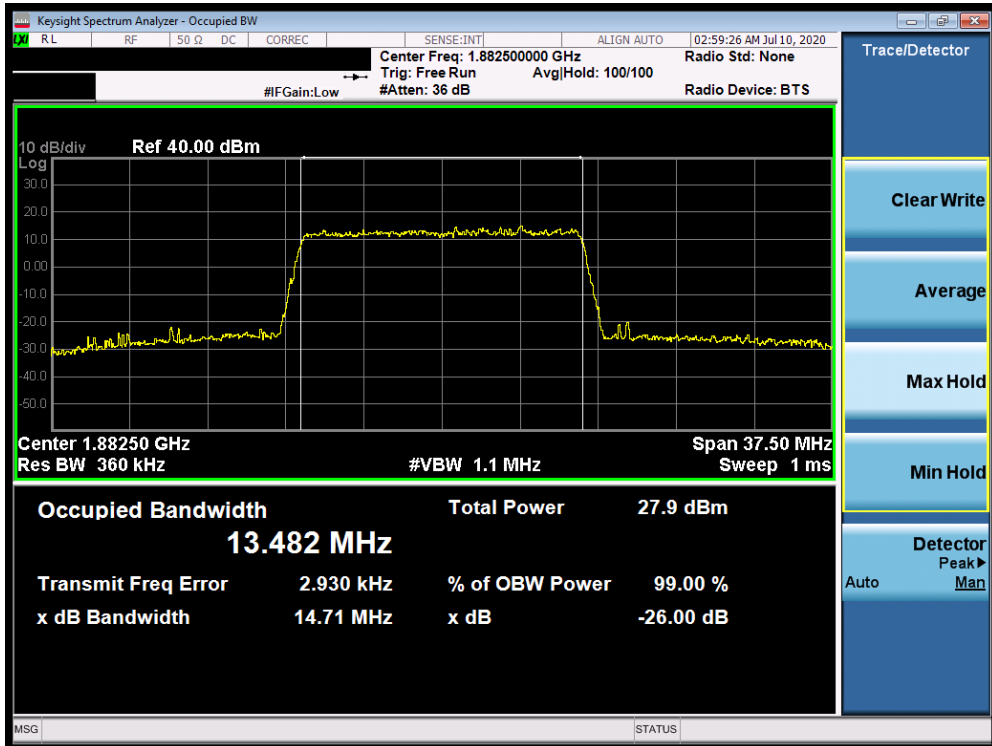 Keysight Spectrum Analyzer - Occupied BW
LXI RL RF 50 Ω DC CORREC SENSE:INT ALIGN AUTO 02:59:26 AM Jul 10, 2020
Center Freq: 1.882500000 GHz Radio Std: None
Trig: Free Run Avg|Hold: 100/100
#IFGain:Low #Atten: 36 dB Radio Device: BTS
Trace/Detector
10 dB/div Ref 40.00 dBm
Log
30.0
20.0
10.0
0.00
-10.0
-20.0
-30.0
-40.0
-50.0
Center 1.88250 GHz Span 37.50 MHz
Res BW 360 kHz #VBW 1.1 MHz Sweep 1 ms
Occupied Bandwidth Total Power 27.9 dBm
13.482 MHz
Transmit Freq Error 2.930 kHz % of OBW Power 99.00 %
x dB Bandwidth 14.71 MHz x dB -26.00 dB
Clear Write
Average
Max Hold
Min Hold
Detector
Peak▶
Auto Man
MSG STATUS